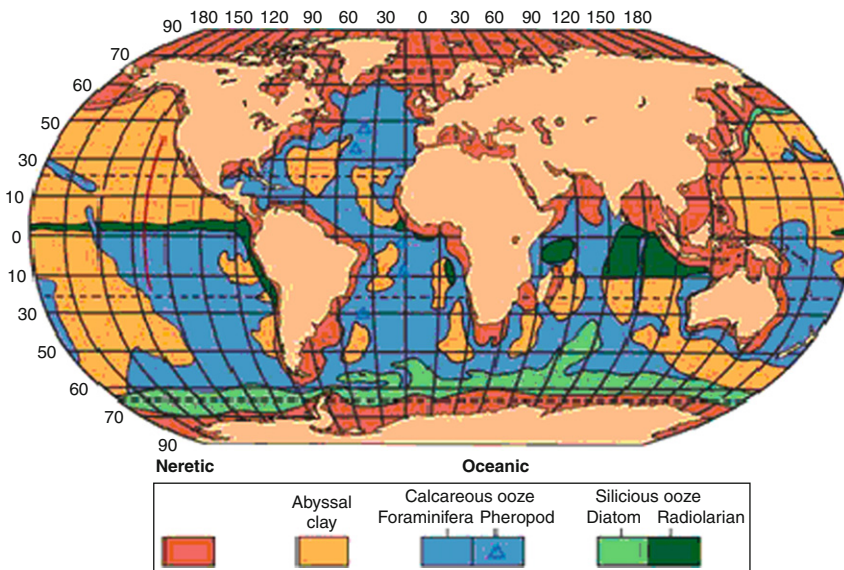 90 180 150 120 90 60 30 0 30 60 90 120 150 180
70
60
50
30
10
0
10
30
50
60
70
90
Neretic Oceanic
Abyssal clay
Calcareous ooze
Foraminifera Pheropod
Silicious ooze
Diatom Radiolarian